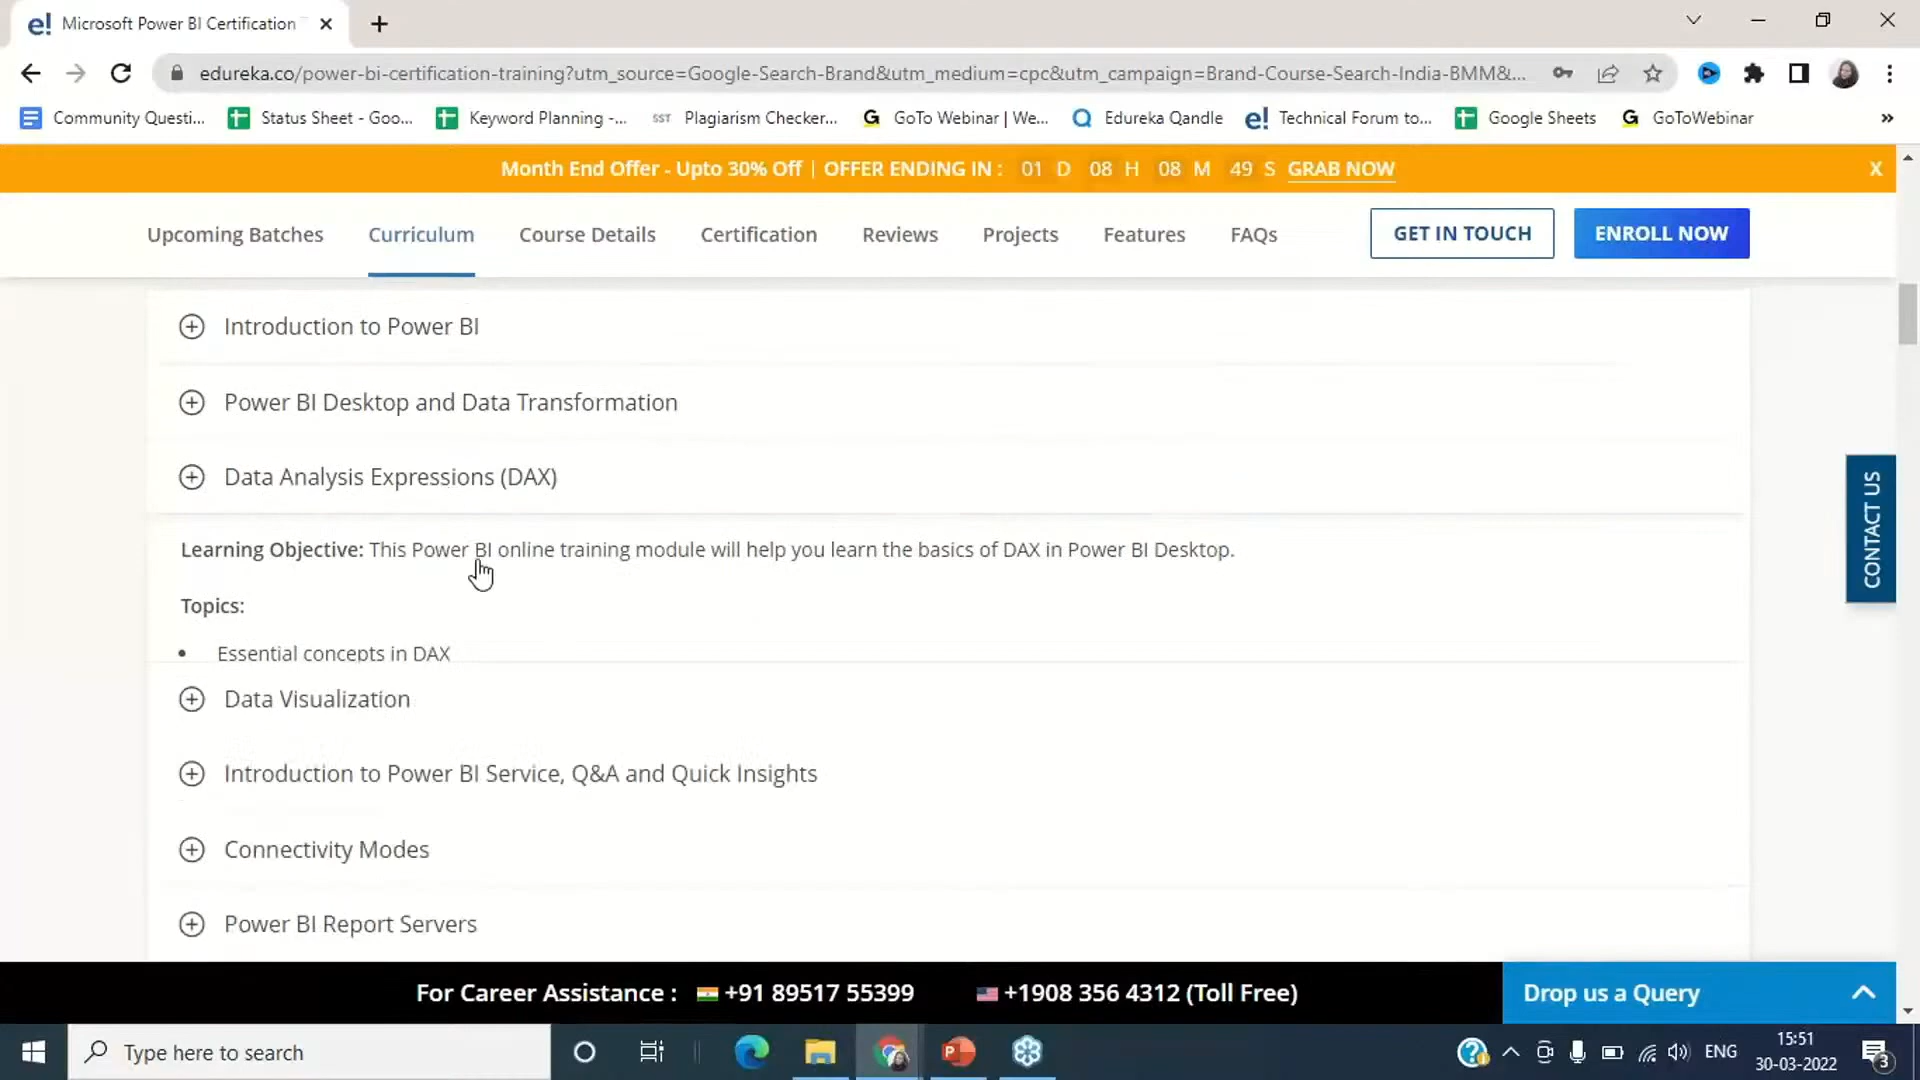 e! Microsoft Power BI Certification T
edureka.co/power-bi-certification-training?utm_source=Google-Search-Brand&utm_medium=cpc&utm_campaign=Brand-Course-Search-India-BMM&...
Community Questi... Status Sheet - Goo... Keyword Planning -... SST Plagiarism Checker... G GoTo Webinar | We... Edureka Qandle e! Technical Forum to... Google Sheets G GoToWebinar »
Month End Offer - Upto 30% Off | OFFER ENDING IN : 01 D 08 H 08 M 49 S GRAB NOW X
Upcoming Batches Curriculum Course Details Certification Reviews Projects Features FAQs GET IN TOUCH ENROLL NOW
Introduction to Power BI
Power BI Desktop and Data Transformation
Data Analysis Expressions (DAX)
CONTACT US
Learning Objective: This Power BI online training module will help you learn the basics of DAX in Power BI Desktop.
Topics:
• Essential concepts in DAX
Data Visualization
Introduction to Power BI Service, Q&A and Quick Insights
Connectivity Modes
Power BI Report Servers
For Career Assistance : +91 89517 55399 +1908 356 4312 (Toll Free) Drop us a Query
Type here to search ENG 15:51
30-03-2022 3